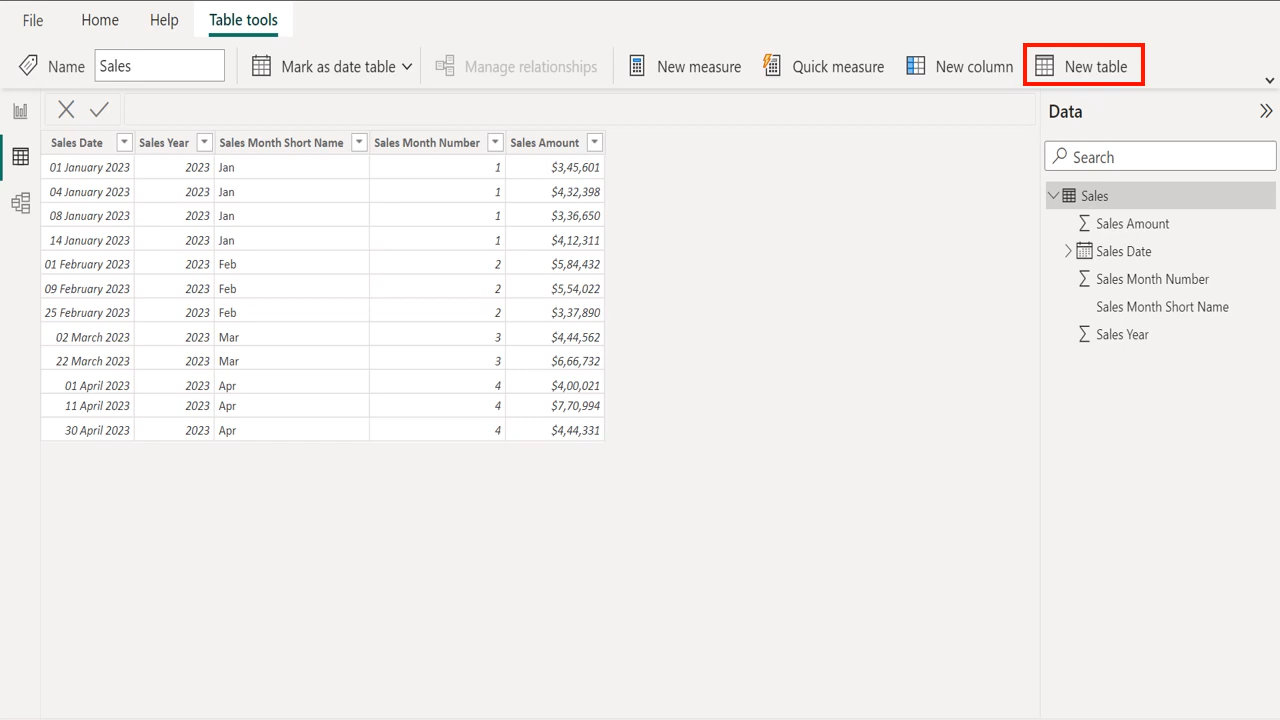 File Home Help Table tools
Name Sales Mark as date table Manage relationships New measure Quick measure New column New table
Data
Search
Sales
Sales Amount
Sales Date
Sales Month Number
Sales Month Short Name
Sales Year
Sales Date Sales Year Sales Month Short Name Sales Month Number Sales Amount
01 January 2023 2023 Jan 1 $3,45,601
04 January 2023 2023 Jan 1 $4,32,398
08 January 2023 2023 Jan 1 $3,36,650
14 January 2023 2023 Jan 1 $4,12,311
01 February 2023 2023 Feb 2 $5,84,432
09 February 2023 2023 Feb 2 $5,54,022
25 February 2023 2023 Feb 2 $3,37,890
02 March 2023 2023 Mar 3 $4,44,562
22 March 2023 2023 Mar 3 $6,66,732
01 April 2023 2023 Apr 4 $4,00,021
11 April 2023 2023 Apr 4 $7,70,994
30 April 2023 2023 Apr 4 $4,44,331